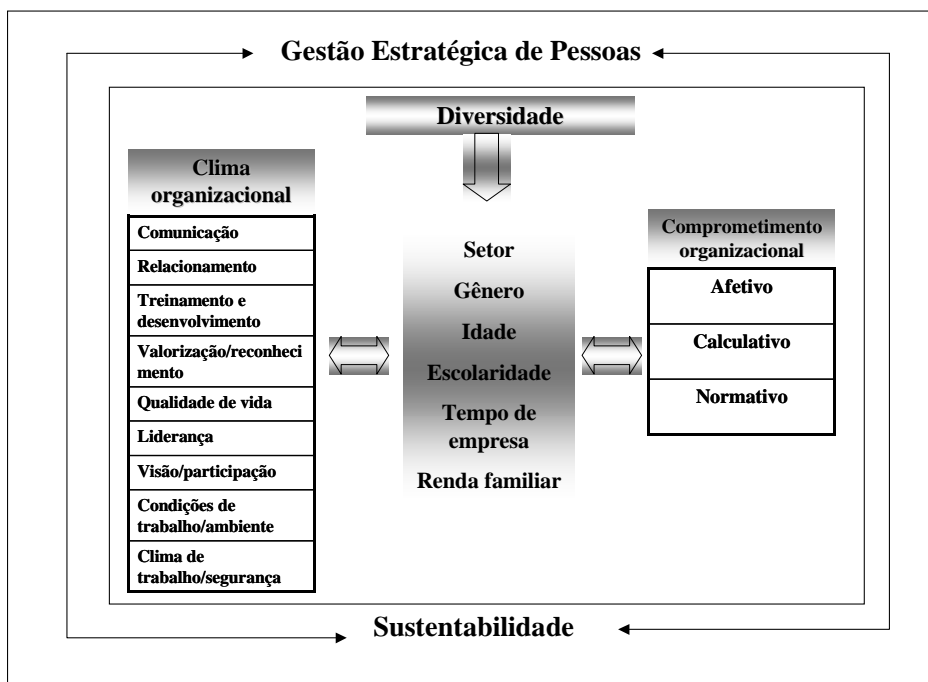 Gestão Estratégica de Pessoas
Diversidade
Clima
organizacional
Comunicação
Relacionamento
Treinamento e
desenvolvimento
Valorização/reconheci
mento
Qualidade de vida
Liderança
Visão/participação
Condições de
trabalho/ambiente
Clima de
trabalho/segurança
Setor
Gênero
Idade
Escolaridade
Tempo de
empresa
Renda familiar
Comprometimento
organizacional
Afetivo
Calculativo
Normativo
Sustentabilidade